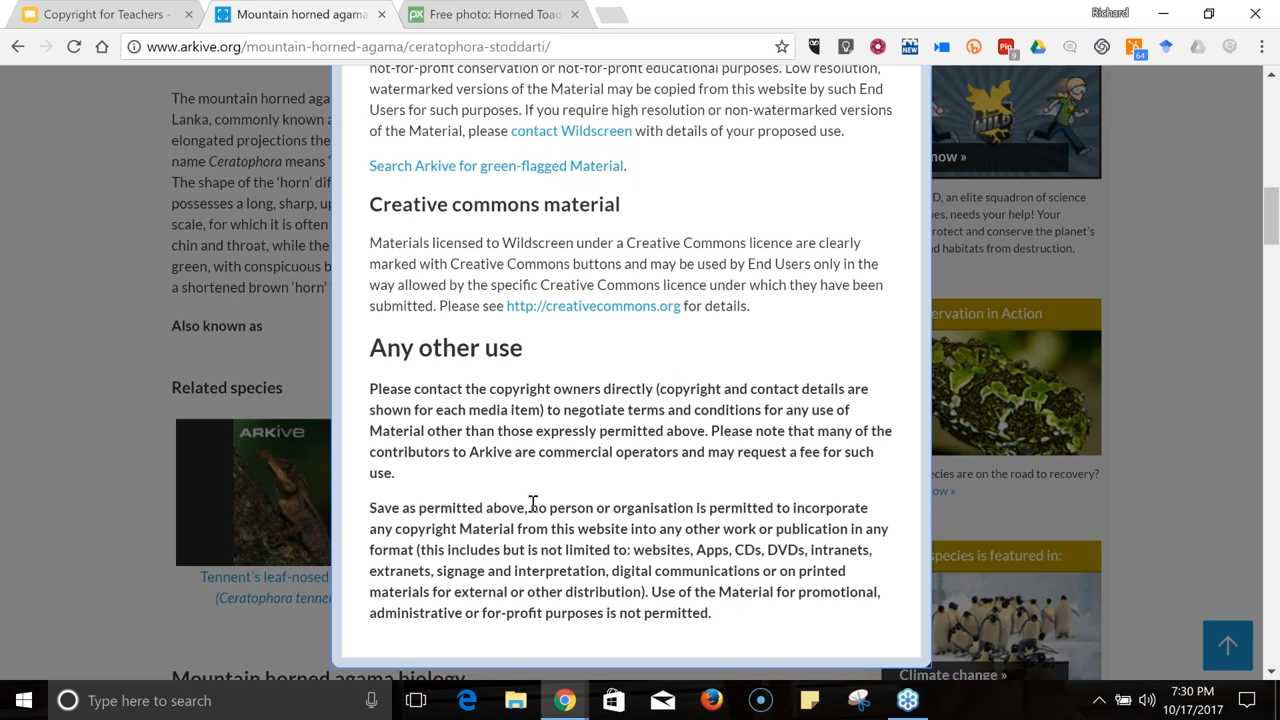 Copyright for Teachers -
Mountain horned agama
Free photo: Horned Toad
Richard
www.arkive.org/mountain-horned-agama/ceratophora-stoddarti/
NEW
9
64
The mountain horned aga
Lanka, commonly known a
elongated projections the
name Ceratophora means '
The shape of the 'horn' dif
possesses a long, sharp, up
scale, for which it is often
chin and throat, while the
green, with conspicuous b
a shortened brown 'horn'
Also known as
Related species
ARKive
Tennent's leaf-nosed
(Ceratophora tenner
Mountain horned agama biology
not-for-profit conservation or not-for-profit educational purposes. Low resolution,
watermarked versions of the Material may be copied from this website by such End
Users for such purposes. If you require high resolution or non-watermarked versions
of the Material, please contact Wildscreen with details of your proposed use.
Search Arkive for green-flagged Material.
Creative commons material
Materials licensed to Wildscreen under a Creative Commons licence are clearly
marked with Creative Commons buttons and may be used by End Users only in the
way allowed by the specific Creative Commons licence under which they have been
submitted. Please see http://creativecommons.org for details.
Any other use
Please contact the copyright owners directly (copyright and contact details are
shown for each media item) to negotiate terms and conditions for any use of
Material other than those expressly permitted above. Please note that many of the
contributors to Arkive are commercial operators and may request a fee for such
use.
Save as permitted above, no person or organisation is permitted to incorporate
any copyright Material from this website into any other work or publication in any
format (this includes but is not limited to: websites, Apps, CDs, DVDs, intranets,
extranets, signage and interpretation, digital communications or on printed
materials for external or other distribution). Use of the Material for promotional,
administrative or for-profit purposes is not permitted.
now »
D, an elite squadron of science
oes, needs your help! Your
protect and conserve the planet's
nd habitats from destruction.
ervation in Action
ecies are on the road to recovery?
ow »
species is featured in:
Climate change »
Type here to search
7:30 PM
10/17/2017